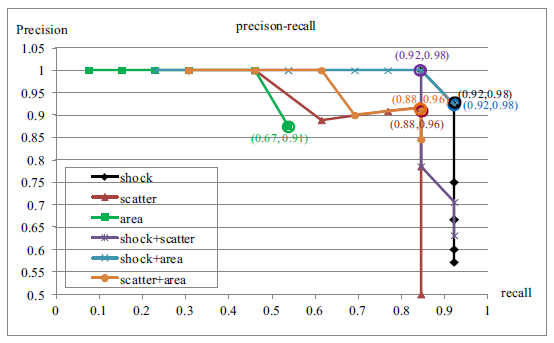 precison-recall
Precision
1.05
1
0.95
0.9
0.85
0.8
0.75
0.7
0.65
0.6
0.55
0.5
(0.92,0.98)
(0.88,0.96)
(0.92,0.98)
(0.92,0.98)
(0.88,0.96)
(0.67,0.91)
shock
scatter
area
shock+scatter
shock+area
scatter+area
0 0.1 0.2 0.3 0.4 0.5 0.6 0.7 0.8 0.9 1
recall